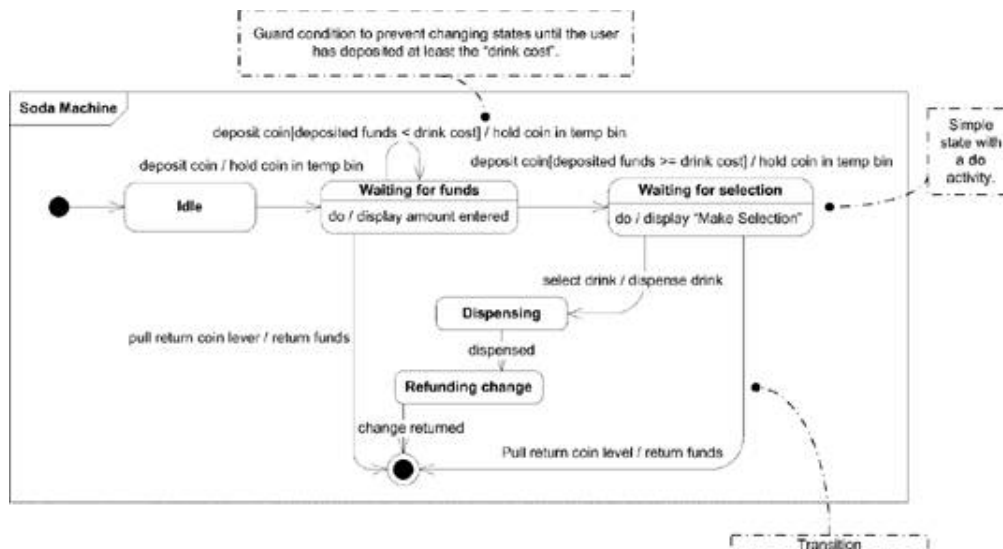 Guard condition to prevent changing states until the user
has deposited at least the “drink cost”.
Soda Machine
deposit coin[deposited funds < drink cost] / hold coin in temp bin
Simple
state with
a do
activity.
deposit coin / hold coin in temp bin
deposit coin[deposited funds >= drink cost] / hold coin in temp bin
Idle
Waiting for funds
do / display amount entered
Waiting for selection
do / display “Make Selection”
select drink / dispense drink
Dispensing
pull return coin lever / return funds
dispensed
Refunding change
change returned
Pull return coin level / return funds
Transition